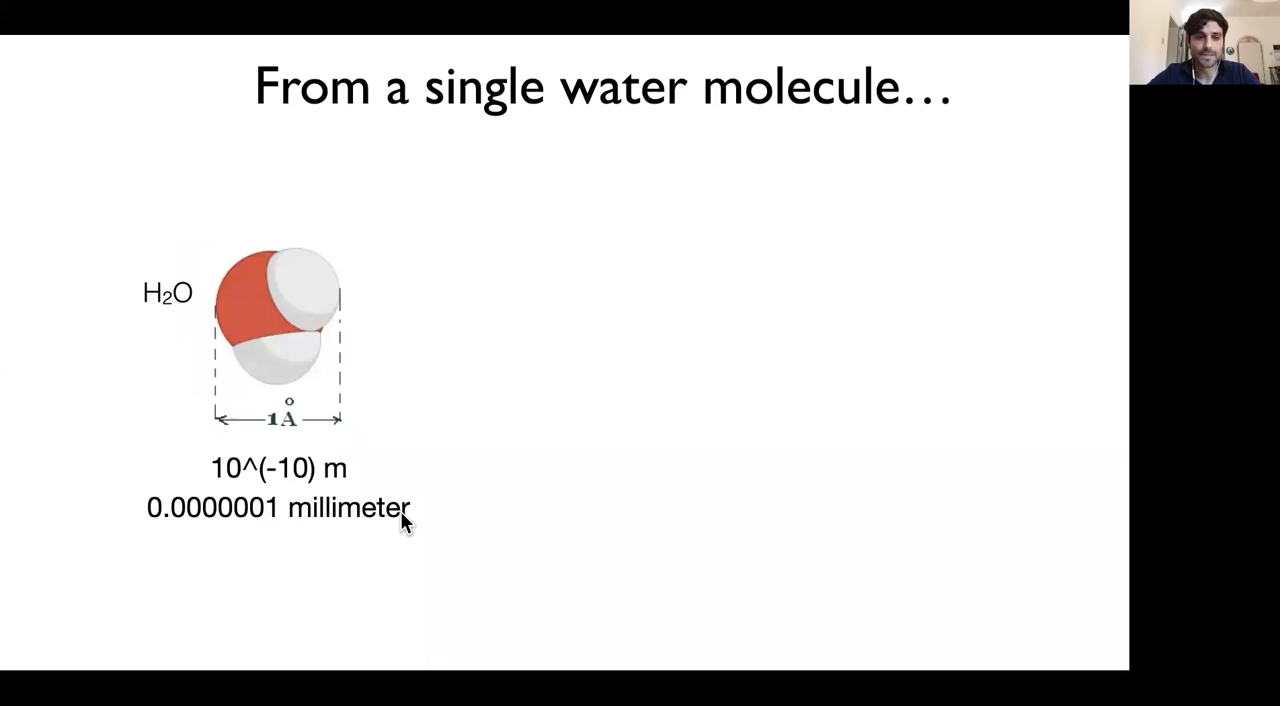 From a single water molecule…
H₂O
1Å
10^(-10) m
0.0000001 millimeter